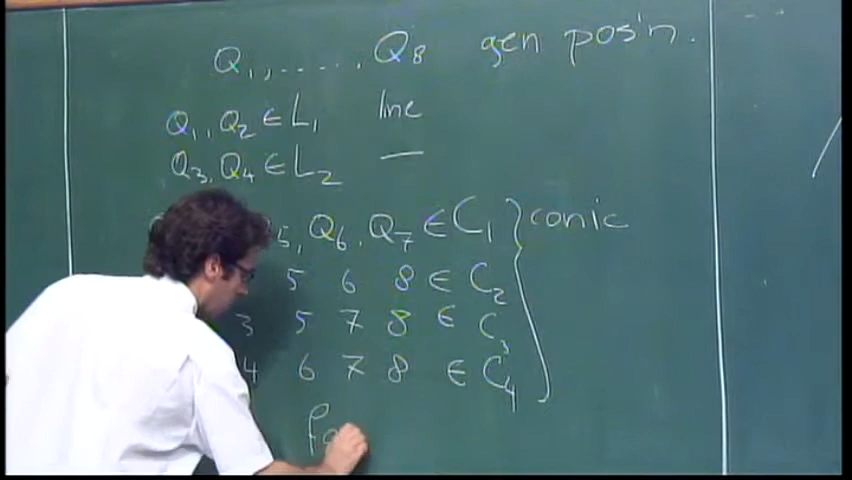 Q₁, ....., Q₈ gen pos'n.
Q₁, Q₂ ∈ L₁ line
Q₃, Q₄ ∈ L₂ —
₅, Q₆, Q₇ ∈ C₁ } conic
5 6 8 ∈ C₂
3 5 7 8 ∈ C₃
4 6 7 8 ∈ C₄